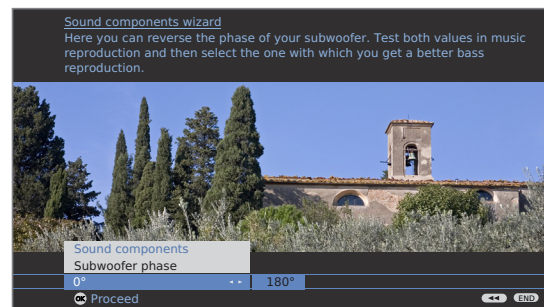 Sound components wizard
Here you can reverse the phase of your subwoofer. Test both values in music
reproduction and then select the one with which you get a better bass
reproduction.
Sound components
Subwoofer phase
0° 180°
OK Proceed END